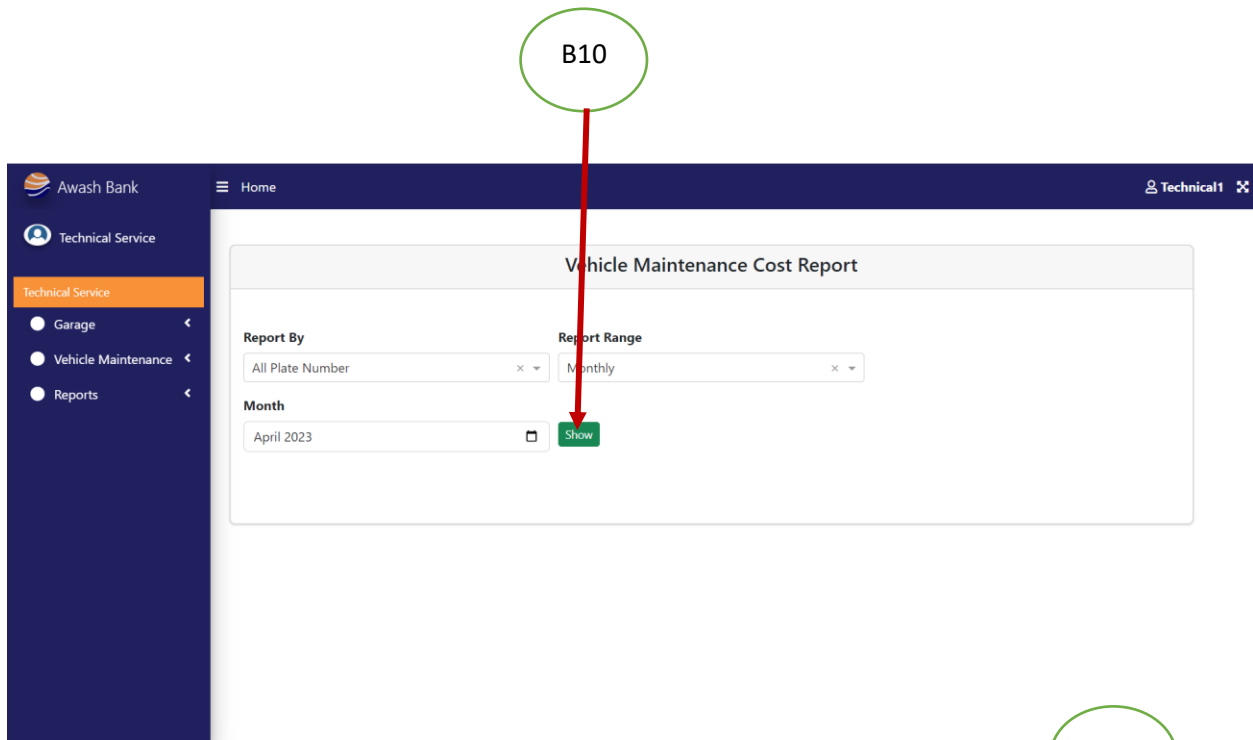 B10
Awash Bank
Home
Technical1
Technical Service
Vehicle Maintenance Cost Report
Technical Service
Garage
Vehicle Maintenance
Reports
Report By
Report Range
All Plate Number
Monthly
Month
April 2023
Show